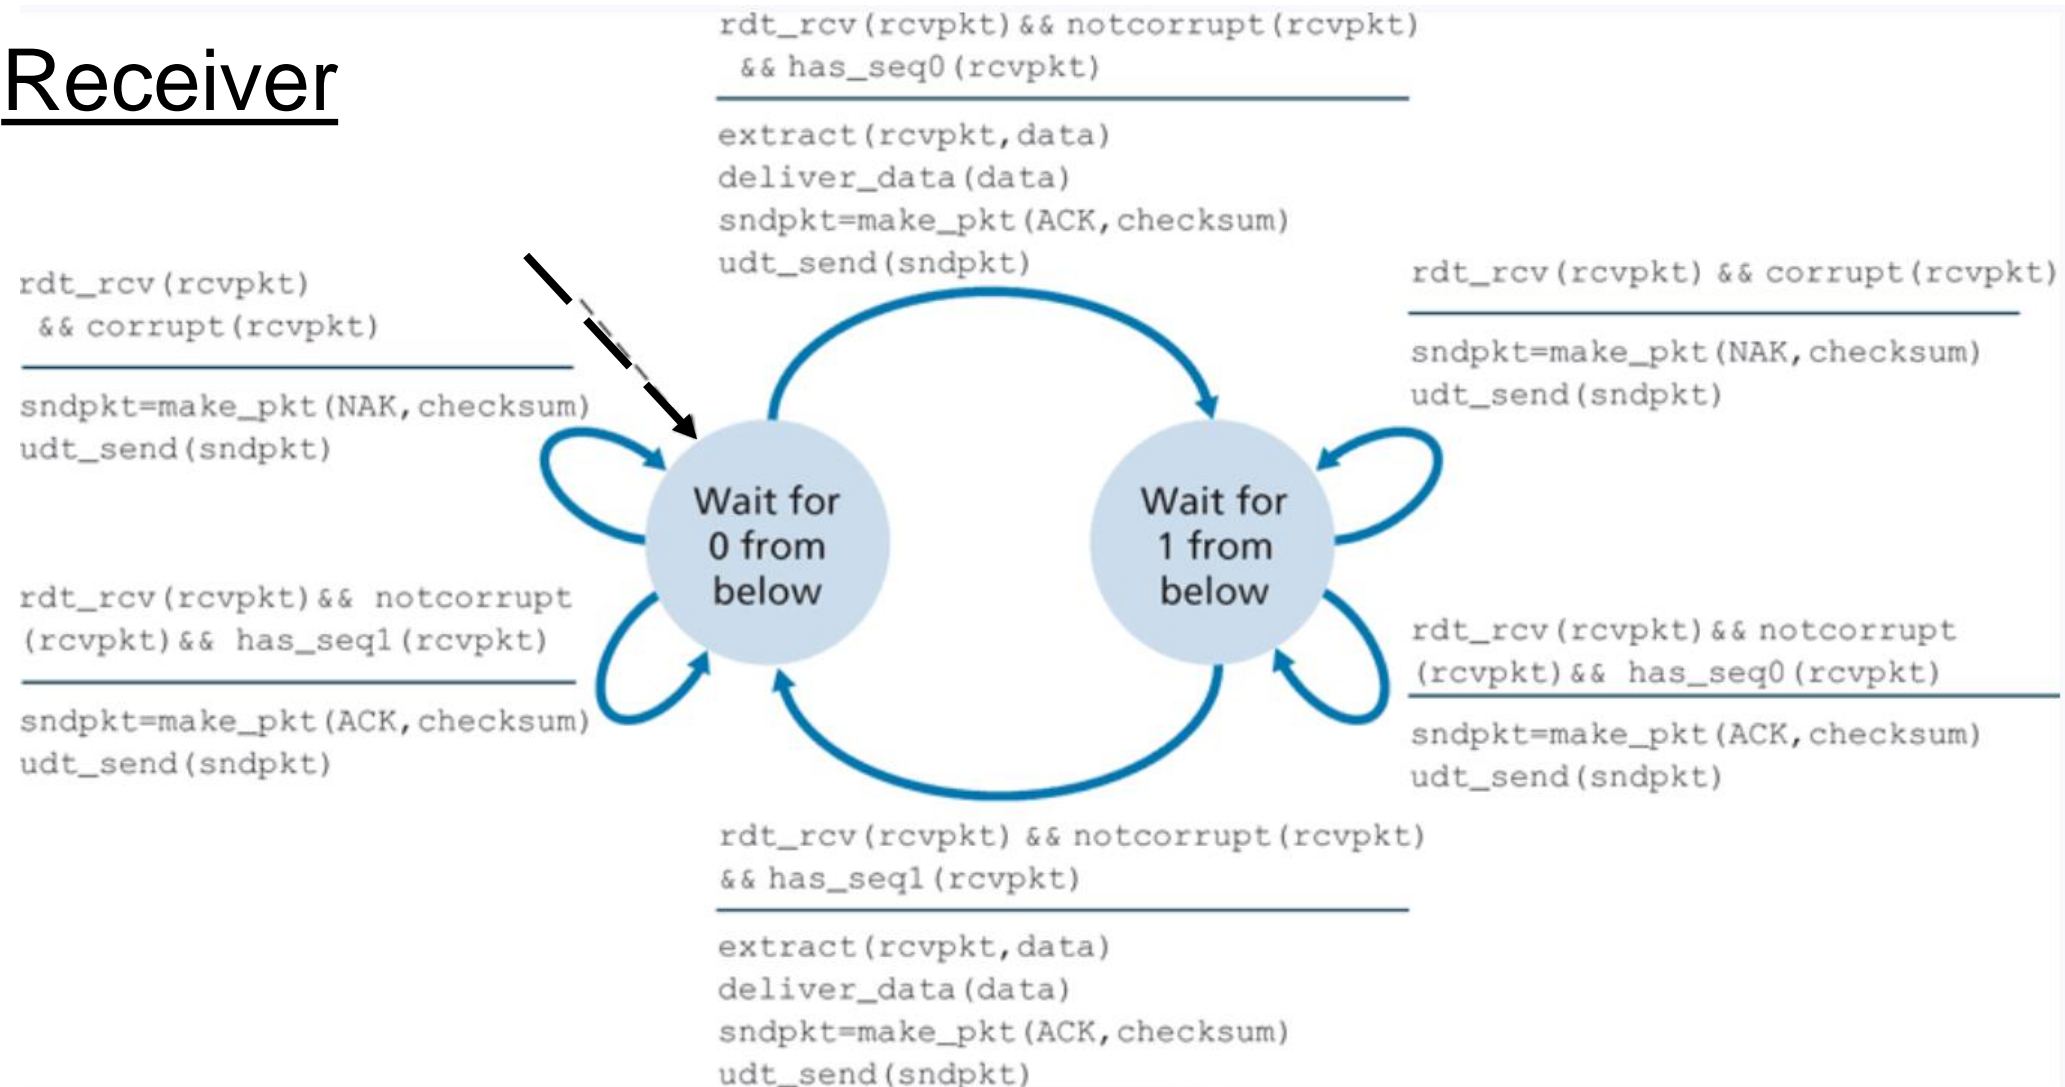 Receiver
rdt_rcv(rcvpkt)&& notcorrupt(rcvpkt)
&& has_seq0(rcvpkt)
extract(rcvpkt,data)
deliver_data(data)
sndpkt=make_pkt(ACK,checksum)
udt_send(sndpkt)
rdt_rcv(rcvpkt)
&& corrupt(rcvpkt)
sndpkt=make_pkt(NAK,checksum)
udt_send(sndpkt)
rdt_rcv(rcvpkt) && corrupt(rcvpkt)
sndpkt=make_pkt(NAK,checksum)
udt_send(sndpkt)
Wait for
0 from
below
Wait for
1 from
below
rdt_rcv(rcvpkt)&& notcorrupt
(rcvpkt)&& has_seq1(rcvpkt)
sndpkt=make_pkt(ACK,checksum)
udt_send(sndpkt)
rdt_rcv(rcvpkt)&& notcorrupt
(rcvpkt)&& has_seq0(rcvpkt)
sndpkt=make_pkt(ACK,checksum)
udt_send(sndpkt)
rdt_rcv(rcvpkt) && notcorrupt(rcvpkt)
&& has_seq1(rcvpkt)
extract(rcvpkt,data)
deliver_data(data)
sndpkt=make_pkt(ACK,checksum)
udt_send(sndpkt)